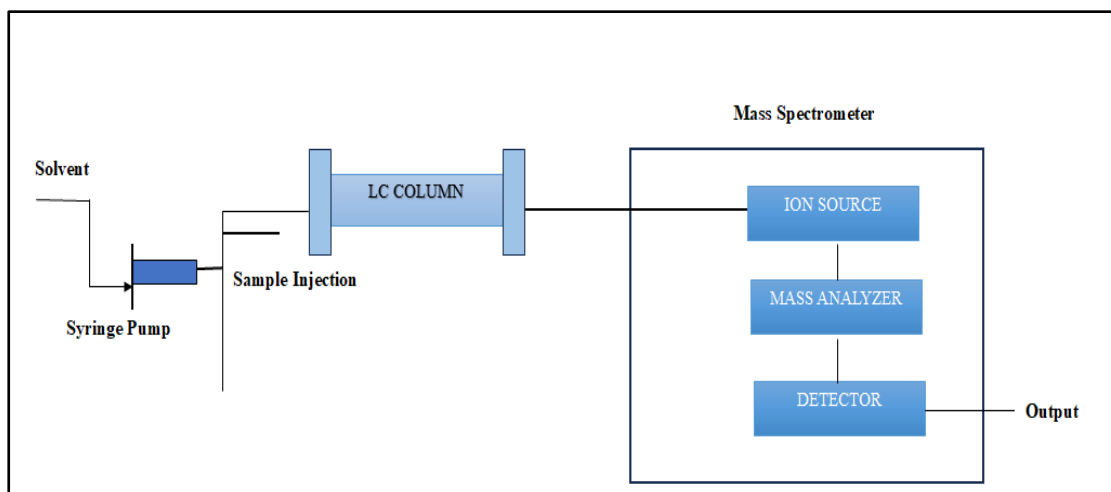 Mass Spectrometer
Solvent
LC COLUMN
ION SOURCE
Sample Injection
MASS ANALYZER
Syringe Pump
DETECTOR
Output